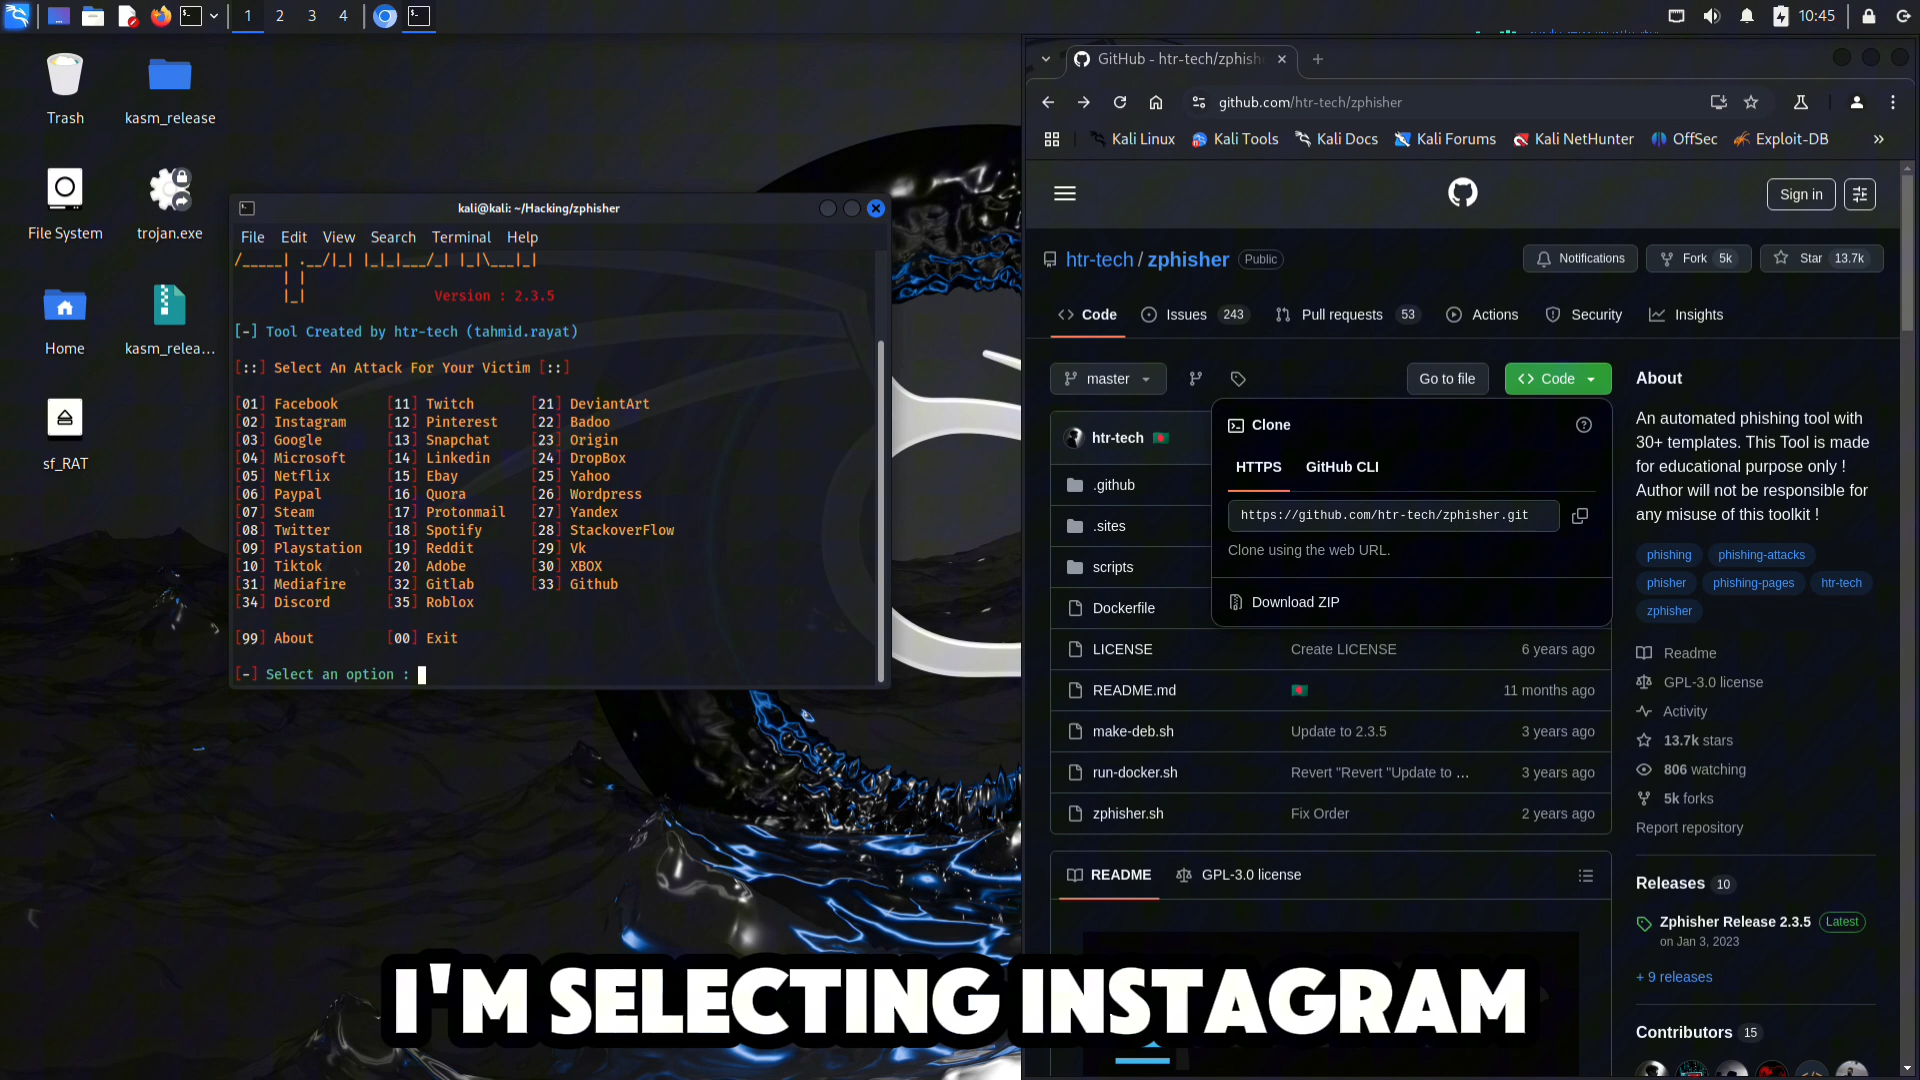 1 2 3 4
10:45
Trash
kasm_release
File System
trojan.exe
Home
kasm_relea...
sf_RAT
kali@kali: ~/Hacking/zphisher
File Edit View Search Terminal Help
Version : 2.3.5
[-] Tool Created by htr-tech (tahmid.rayat)
[::] Select An Attack For Your Victim [::]
[01] Facebook [11] Twitch [21] DeviantArt
[02] Instagram [12] Pinterest [22] Badoo
[03] Google [13] Snapchat [23] Origin
[04] Microsoft [14] Linkedin [24] DropBox
[05] Netflix [15] Ebay [25] Yahoo
[06] Paypal [16] Quora [26] Wordpress
[07] Steam [17] Protonmail [27] Yandex
[08] Twitter [18] Spotify [28] StackoverFlow
[09] Playstation [19] Reddit [29] Vk
[10] Tiktok [20] Adobe [30] XBOX
[31] Mediafire [32] Gitlab [33] Github
[34] Discord [35] Roblox
[99] About [00] Exit
[-] Select an option :
GitHub - htr-tech/zphish
github.com/htr-tech/zphisher
Kali Linux Kali Tools Kali Docs Kali Forums Kali NetHunter OffSec Exploit-DB »
Sign in
htr-tech / zphisher Public
Notifications Fork 5k Star 13.7k
Code Issues 243 Pull requests 53 Actions Security Insights
master Go to file Code
htr-tech
.github
.sites
scripts
Dockerfile
Clone
HTTPS GitHub CLI
https://github.com/htr-tech/zphisher.git
Clone using the web URL.
Download ZIP
LICENSE Create LICENSE 6 years ago
README.md 11 months ago
make-deb.sh Update to 2.3.5 3 years ago
run-docker.sh Revert "Revert "Update to … 3 years ago
zphisher.sh Fix Order 2 years ago
README GPL-3.0 license
About
An automated phishing tool with
30+ templates. This Tool is made
for educational purpose only !
Author will not be responsible for
any misuse of this toolkit !
phishing phishing-attacks
phisher phishing-pages htr-tech
zphisher
Readme
GPL-3.0 license
Activity
13.7k stars
806 watching
5k forks
Report repository
Releases 10
Zphisher Release 2.3.5 Latest
on Jan 3, 2023
+ 9 releases
Contributors 15
I'M SELECTING INSTAGRAM